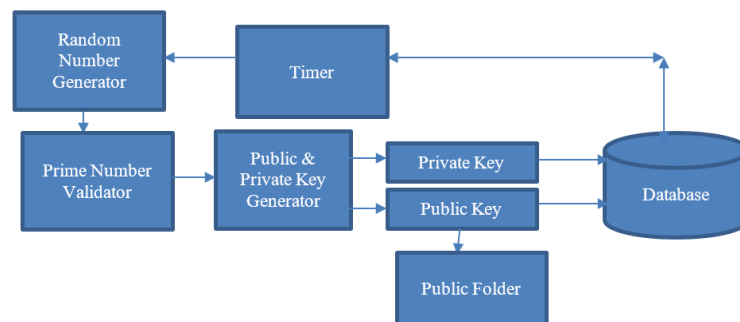 Random
Number
Generator
Timer
Prime Number
Validator
Public &
Private Key
Generator
Private Key
Public Key
Database
Public Folder